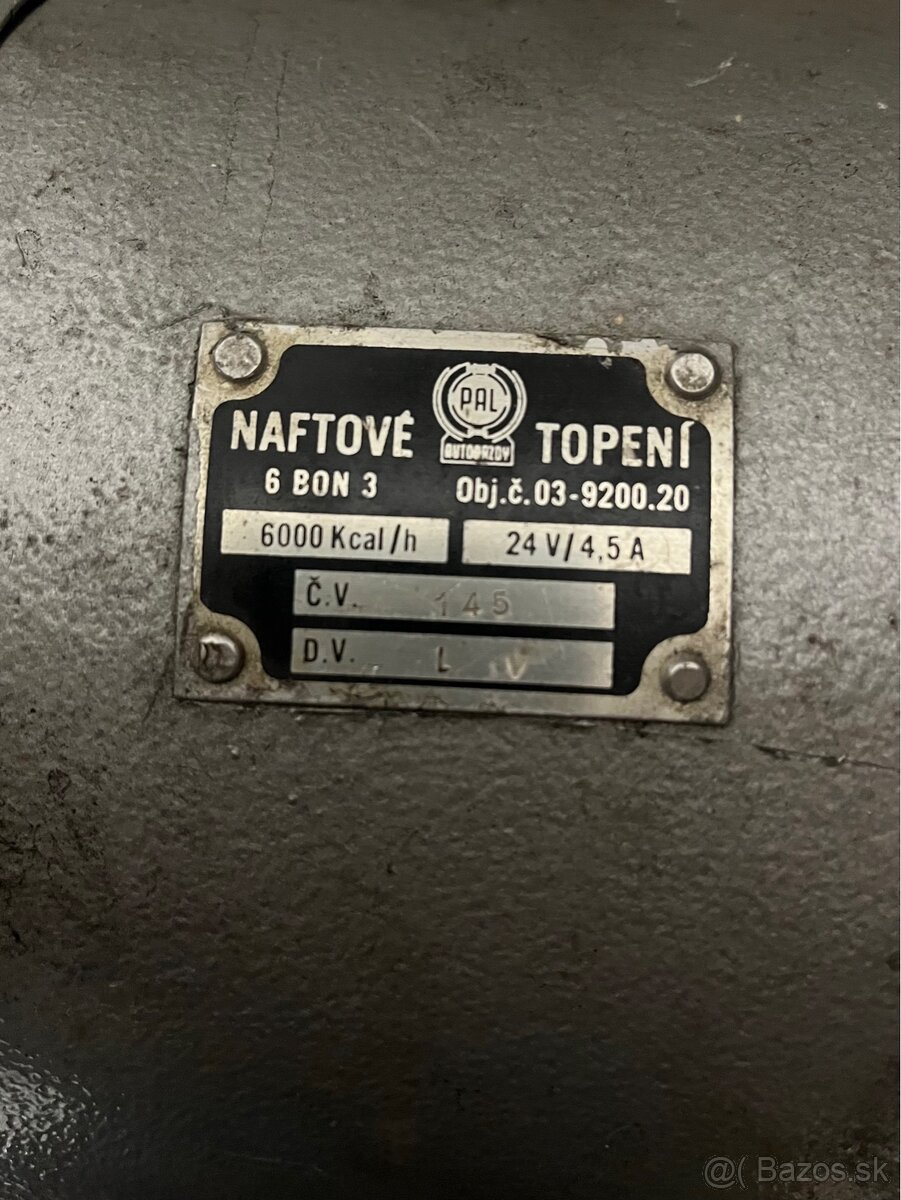 PAL
AUTOBRZDY
NAFTOVÉ TOPENÍ
6 BON 3 Obj.č.03-9200.20
6000 Kcal/h 24 V/4,5 A
Č.V. 145
D.V. L V
@( Bazos.sk